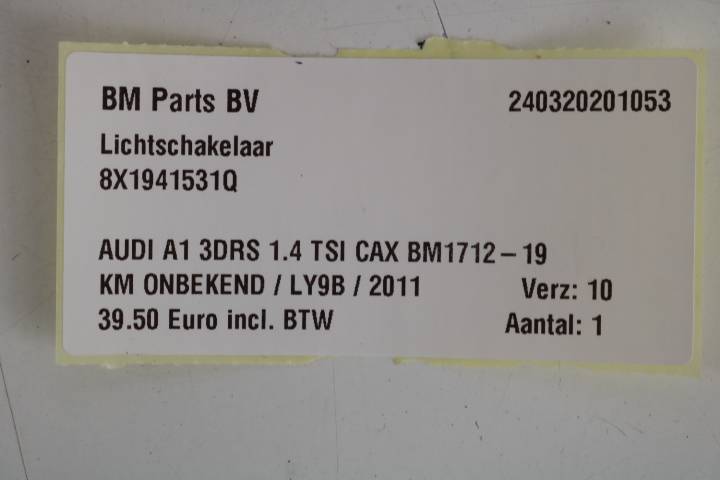 BM Parts BV 240320201053
Lichtschakelaar
8X1941531Q
AUDI A1 3DRS 1.4 TSI CAX BM1712 – 19
KM ONBEKEND / LY9B / 2011 Verz: 10
39.50 Euro incl. BTW Aantal: 1